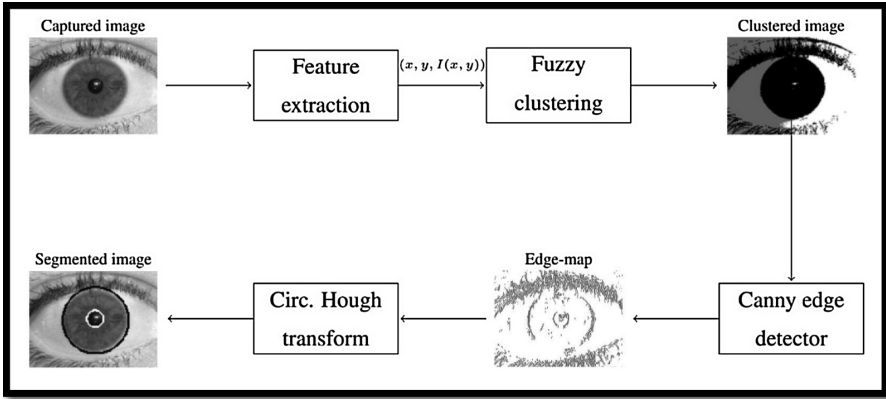 Captured image
Feature
extraction
(x, y, I(x, y))
Fuzzy
clustering
Clustered image
Segmented image
Circ. Hough
transform
Edge-map
Canny edge
detector